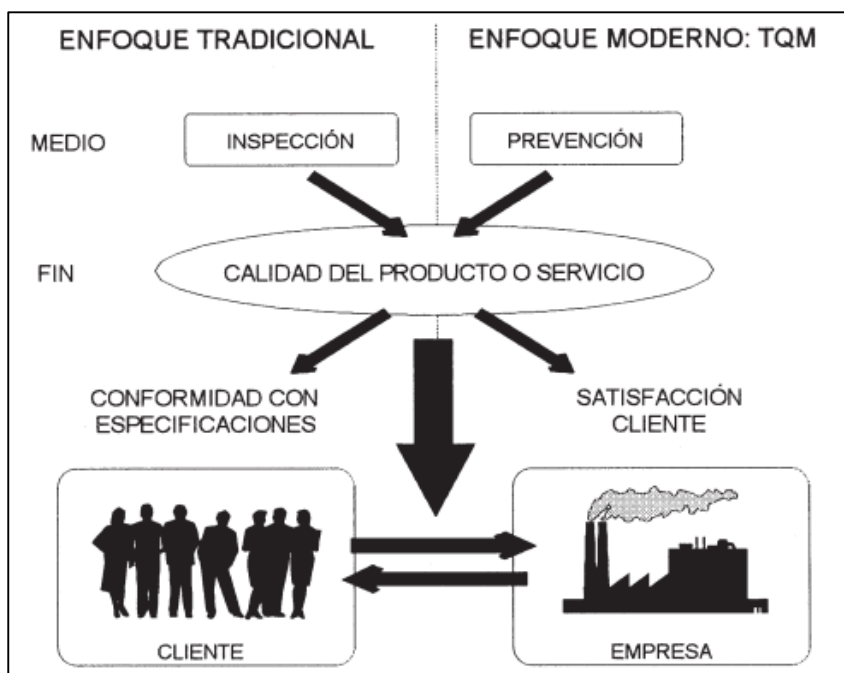 ENFOQUE TRADICIONAL
ENFOQUE MODERNO: TQM
MEDIO
INSPECCIÓN
PREVENCIÓN
FIN
CALIDAD DEL PRODUCTO O SERVICIO
CONFORMIDAD CON
ESPECIFICACIONES
SATISFACCIÓN
CLIENTE
CLIENTE
EMPRESA